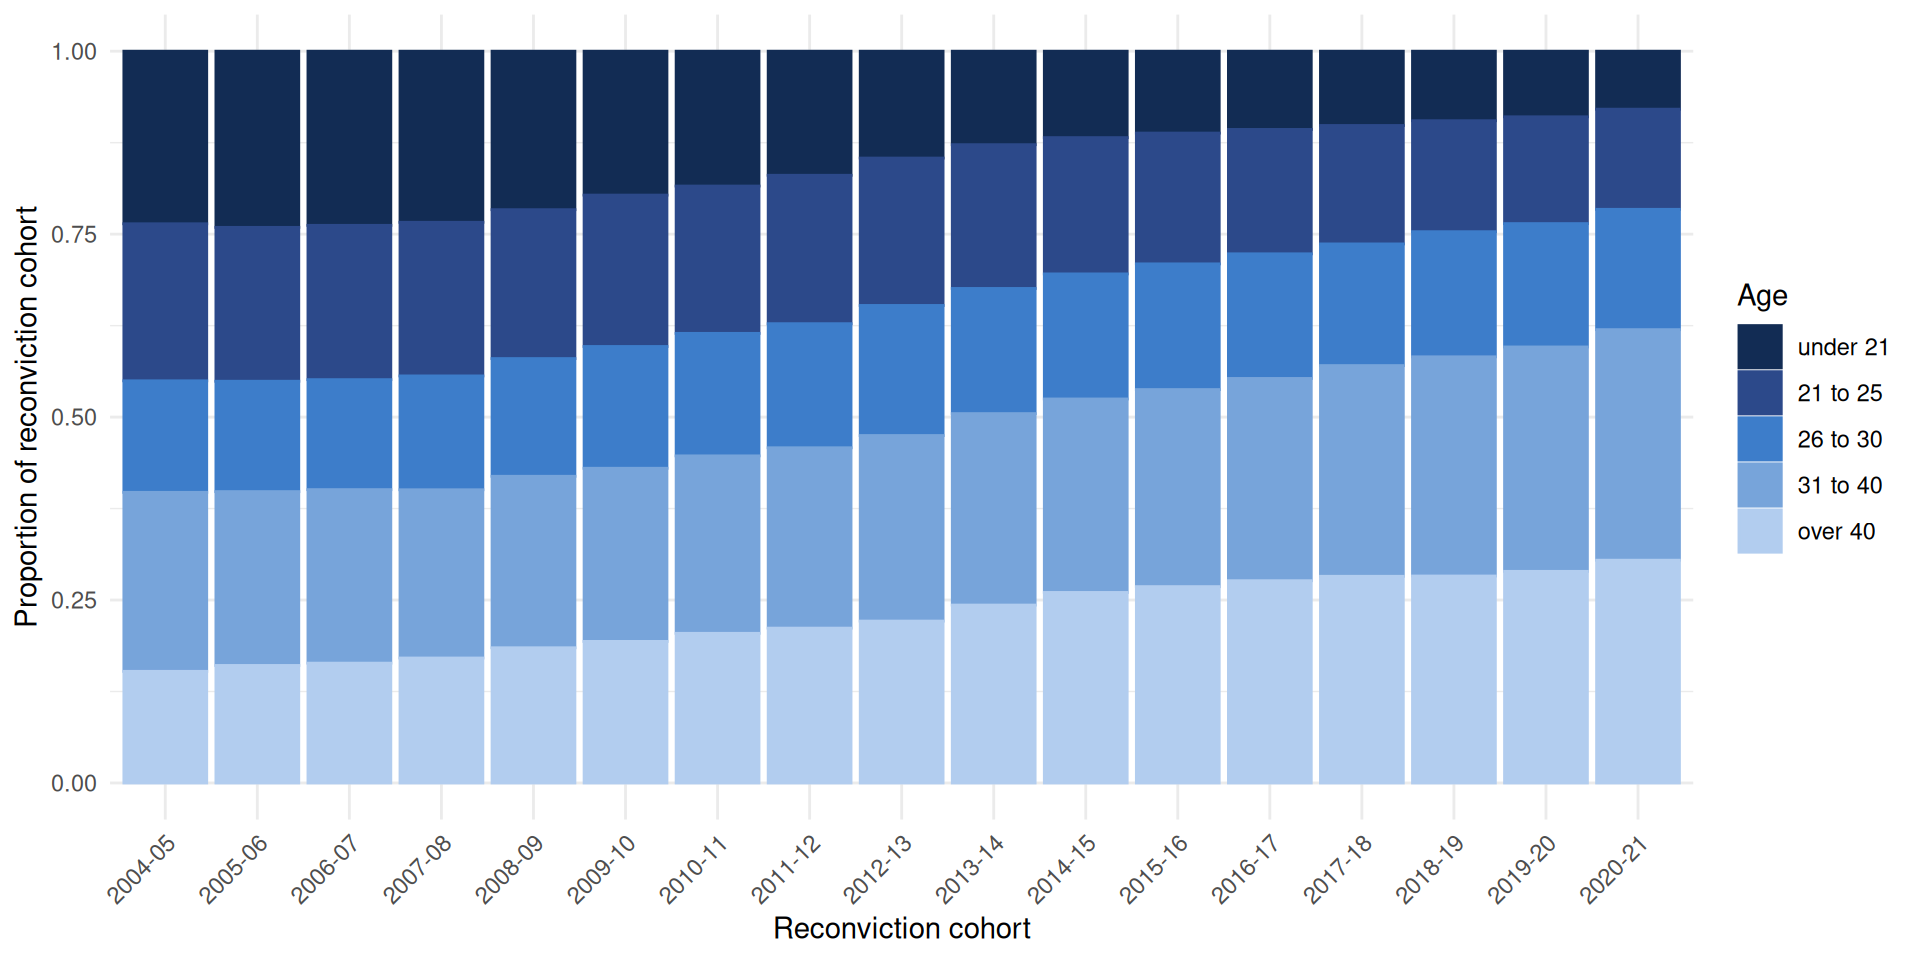 Proportion of reconviction cohort
1.00
0.75
0.50
0.25
0.00
2004-05
2005-06
2006-07
2007-08
2008-09
2009-10
2010-11
2011-12
2012-13
2013-14
2014-15
2015-16
2016-17
2017-18
2018-19
2019-20
2020-21
Reconviction cohort
Age
under 21
21 to 25
26 to 30
31 to 40
over 40